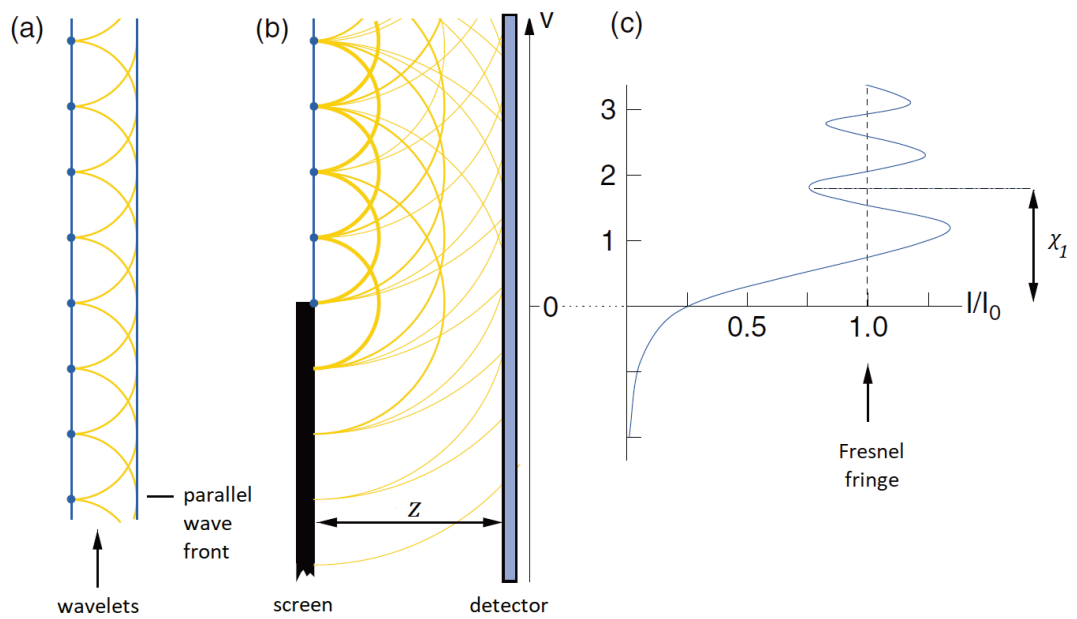 (a)
(b)
v
(c)
3
2
1
0
0.5
1.0
I/I₀
χ₁
z
parallel
wave
front
wavelets
screen
detector
Fresnel
fringe